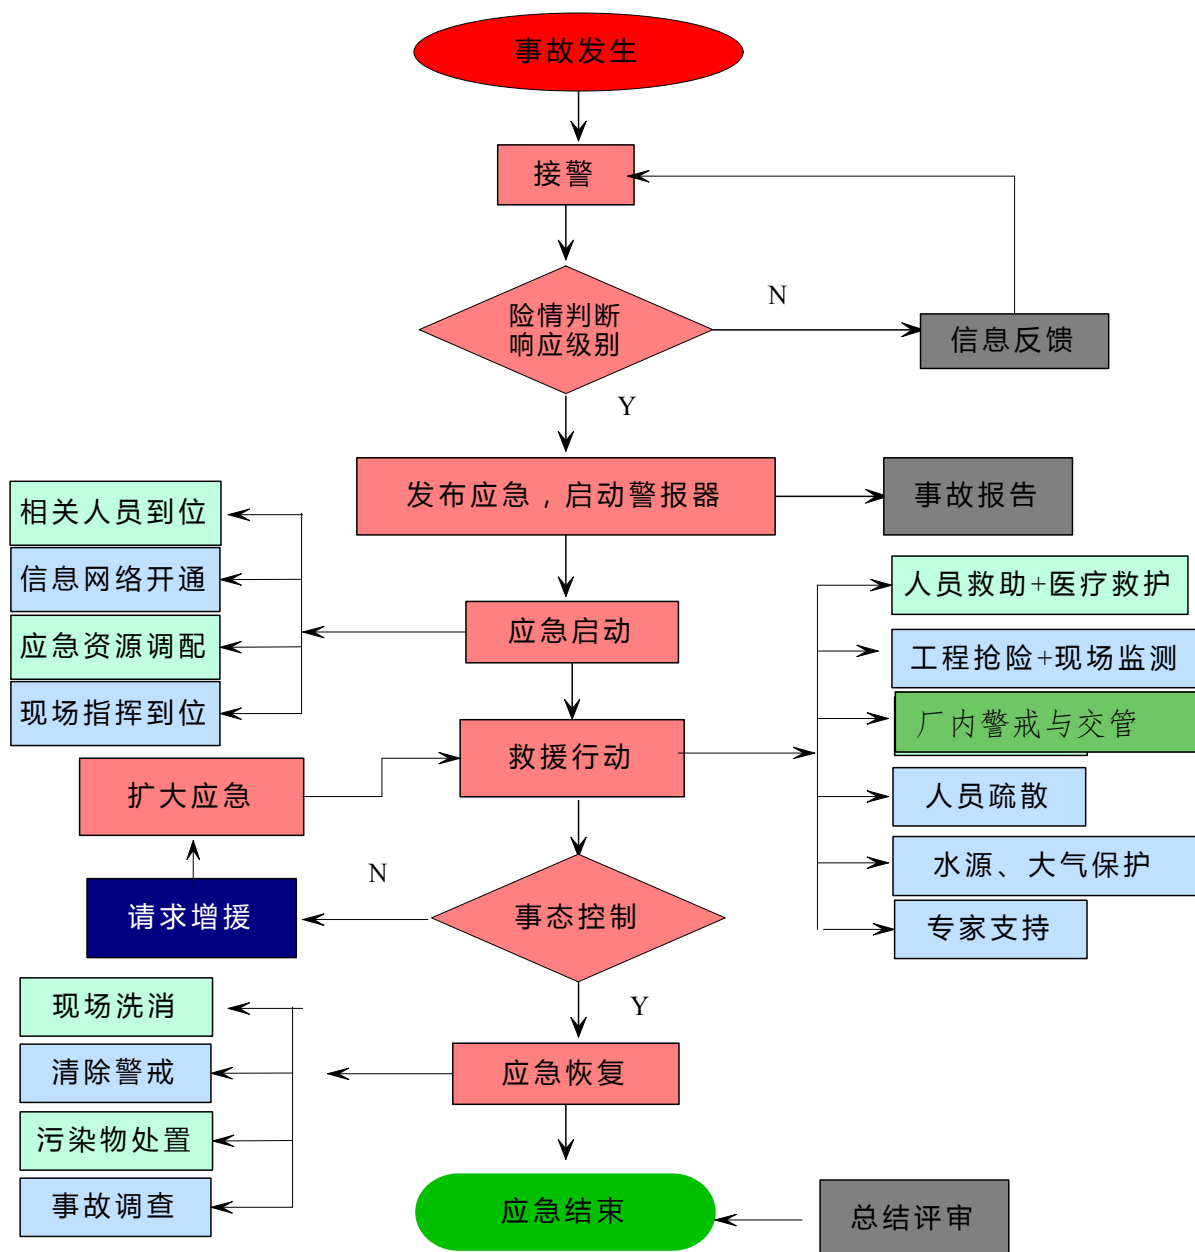 事故发生
接警
险情判断
响应级别
N
信息反馈
Y
发布应急，启动警报器
事故报告
相关人员到位
信息网络开通
应急资源调配
现场指挥到位
应急启动
人员救助+医疗救护
工程抢险+现场监测
厂内警戒与交管
人员疏散
水源、大气保护
专家支持
救援行动
扩大应急
请求增援
N
事态控制
Y
现场洗消
清除警戒
污染物处置
事故调查
应急恢复
应急结束
总结评审